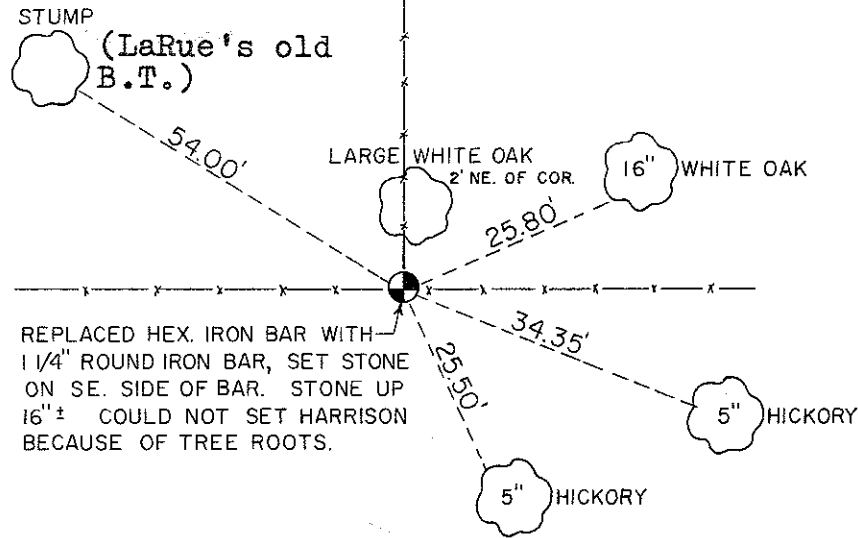 STUMP
(LaRue's old
B.T.)
54.00'
LARGE WHITE OAK
2' NE. OF COR.
16"
WHITE OAK
25.80'
34.35'
25.50'
REPLACED HEX. IRON BAR WITH
1 1/4" ROUND IRON BAR, SET STONE
ON SE. SIDE OF BAR. STONE UP
16" ± COULD NOT SET HARRISON
BECAUSE OF TREE ROOTS.
5"
HICKORY
5"
HICKORY